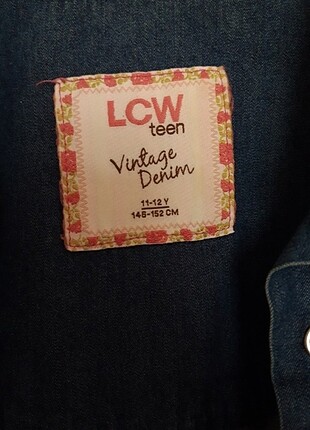 LCW
teen
Vintage
Denim
11-12 Y
146-152 CM